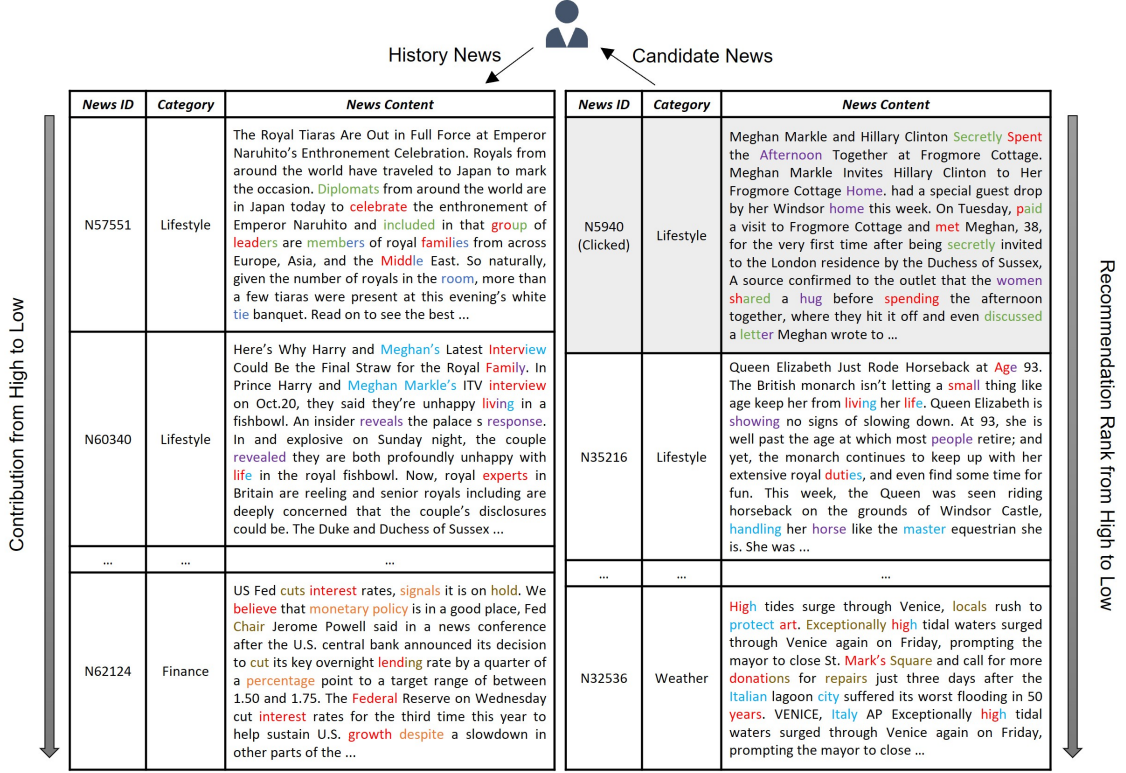 History News
Candidate News
News ID Category News Content
N57551 Lifestyle
The Royal Tiaras Are Out in Full Force at Emperor
Naruhito's Enthronement Celebration. Royals from
around the world have traveled to Japan to mark
the occasion. Diplomats from around the world are
in Japan today to celebrate the enthronement of
Emperor Naruhito and included in that group of
leaders are members of royal families from across
Europe, Asia, and the Middle East. So naturally,
given the number of royals in the room, more than
a few tiaras were present at this evening's white
tie banquet. Read on to see the best ...
N60340 Lifestyle
Here's Why Harry and Meghan's Latest Interview
Could Be the Final Straw for the Royal Family. In
Prince Harry and Meghan Markle's ITV interview
on Oct.20, they said they're unhappy living in a
fishbowl. An insider reveals the palace s response.
In and explosive on Sunday night, the couple
revealed they are both profoundly unhappy with
life in the royal fishbowl. Now, royal experts in
Britain are reeling and senior royals including are
deeply concerned that the couple's disclosures
could be. The Duke and Duchess of Sussex ...
... ... ...
N62124 Finance
US Fed cuts interest rates, signals it is on hold. We
believe that monetary policy is in a good place, Fed
Chair Jerome Powell said in a news conference
after the U.S. central bank announced its decision
to cut its key overnight lending rate by a quarter of
a percentage point to a target range of between
1.50 and 1.75. The Federal Reserve on Wednesday
cut interest rates for the third time this year to
help sustain U.S. growth despite a slowdown in
other parts of the ...
Contribution from High to Low
News ID Category News Content
N5940
(Clicked)
Lifestyle
Meghan Markle and Hillary Clinton Secretly Spent
the Afternoon Together at Frogmore Cottage.
Meghan Markle Invites Hillary Clinton to Her
Frogmore Cottage Home. had a special guest drop
by her Windsor home this week. On Tuesday, paid
a visit to Frogmore Cottage and met Meghan, 38,
for the very first time after being secretly invited
to the London residence by the Duchess of Sussex,
A source confirmed to the outlet that the women
shared a hug before spending the afternoon
together, where they hit it off and even discussed
a letter Meghan wrote to ...
N35216 Lifestyle
Queen Elizabeth Just Rode Horseback at Age 93.
The British monarch isn't letting a small thing like
age keep her from living her life. Queen Elizabeth is
showing no signs of slowing down. At 93, she is
well past the age at which most people retire; and
yet, the monarch continues to keep up with her
extensive royal duties, and even find some time for
fun. This week, the Queen was seen riding
horseback on the grounds of Windsor Castle,
handling her horse like the master equestrian she
is. She was ...
... ... ...
N32536 Weather
High tides surge through Venice, locals rush to
protect art. Exceptionally high tidal waters surged
through Venice again on Friday, prompting the
mayor to close St. Mark's Square and call for more
donations for repairs just three days after the
Italian lagoon city suffered its worst flooding in 50
years. VENICE, Italy AP Exceptionally high tidal
waters surged through Venice again on Friday,
prompting the mayor to close ...
Recommendation Rank from High to Low